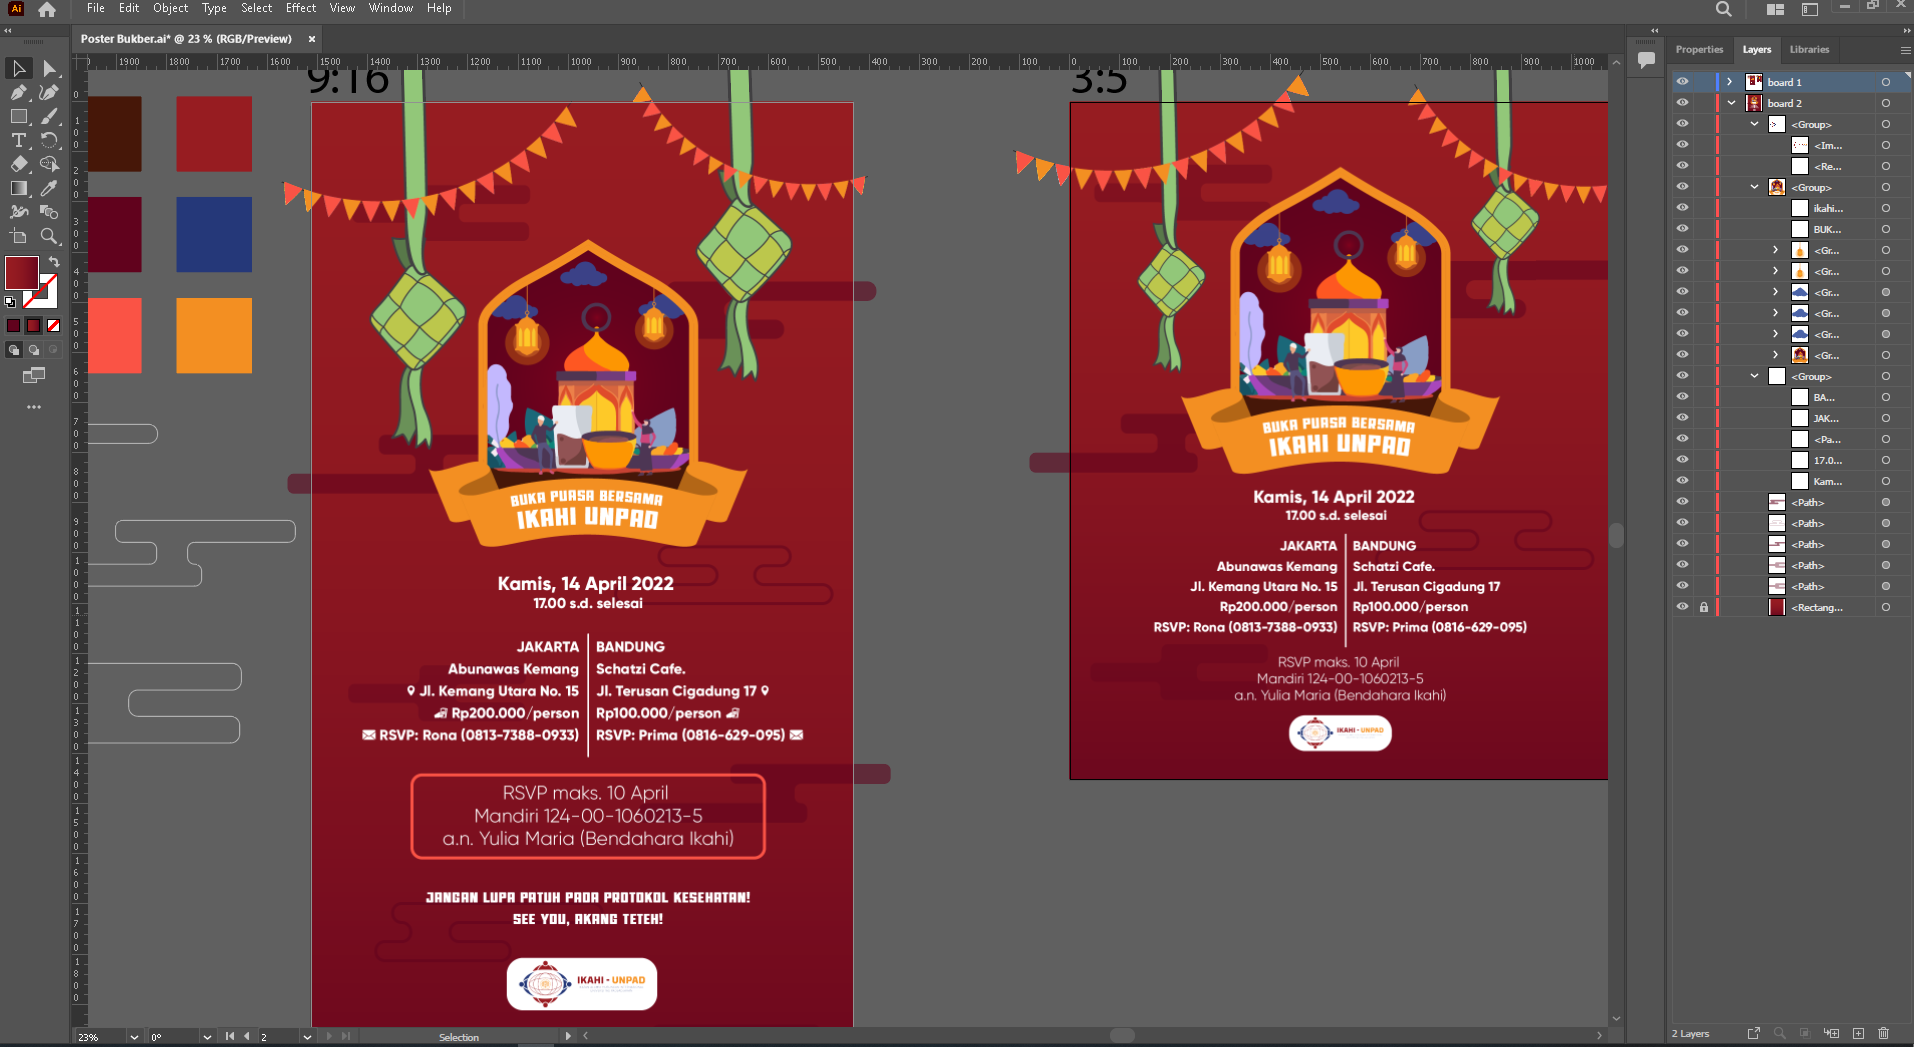 Ai
File Edit Object Type Select Effect View Window Help
Poster Bukber.ai* @ 23 % (RGB/Preview) ×
1900 1800 1700 1600 1500 1400 1300 1200 1100 1000 900 800 700 600 500 400 300 200 100 0 100 200 300 400 500 600 700 800 900 1000
9:16
BUKA PUASA BERSAMA
IKAHI UNPAD
Kamis, 14 April 2022
17.00 s.d. selesai
JAKARTA
Abunawas Kemang
Jl. Kemang Utara No. 15
Rp200.000/person
RSVP: Rona (0813-7388-0933)
BANDUNG
Schatzi Cafe.
Jl. Terusan Cigadung 17
Rp100.000/person
RSVP: Prima (0816-629-095)
RSVP maks. 10 April
Mandiri 124-00-1060213-5
a.n. Yulia Maria (Bendahara Ikahi)
JANGAN LUPA PATUH PADA PROTOKOL KESEHATAN!
SEE YOU, AKANG TETEH!
IKAHI - UNPAD
3:5
BUKA PUASA BERSAMA
IKAHI UNPAD
Kamis, 14 April 2022
17.00 s.d. selesai
JAKARTA
Abunawas Kemang
Jl. Kemang Utara No. 15
Rp200.000/person
RSVP: Rona (0813-7388-0933)
BANDUNG
Schatzi Cafe.
Jl. Terusan Cigadung 17
Rp100.000/person
RSVP: Prima (0816-629-095)
RSVP maks. 10 April
Mandiri 124-00-1060213-5
a.n. Yulia Maria (Bendahara Ikahi)
IKAHI - UNPAD
Properties Layers Libraries
board 1
board 2
<Group>
<Im...
<Re...
<Group>
ikahi...
BUK...
<Gr...
<Gr...
<Gr...
<Gr...
<Gr...
<Gr...
<Group>
BA...
JAK...
<Pa...
17.0...
Kam...
<Path>
<Path>
<Path>
<Path>
<Path>
<Rectang...
2 Layers
23% 0° 2 Selection